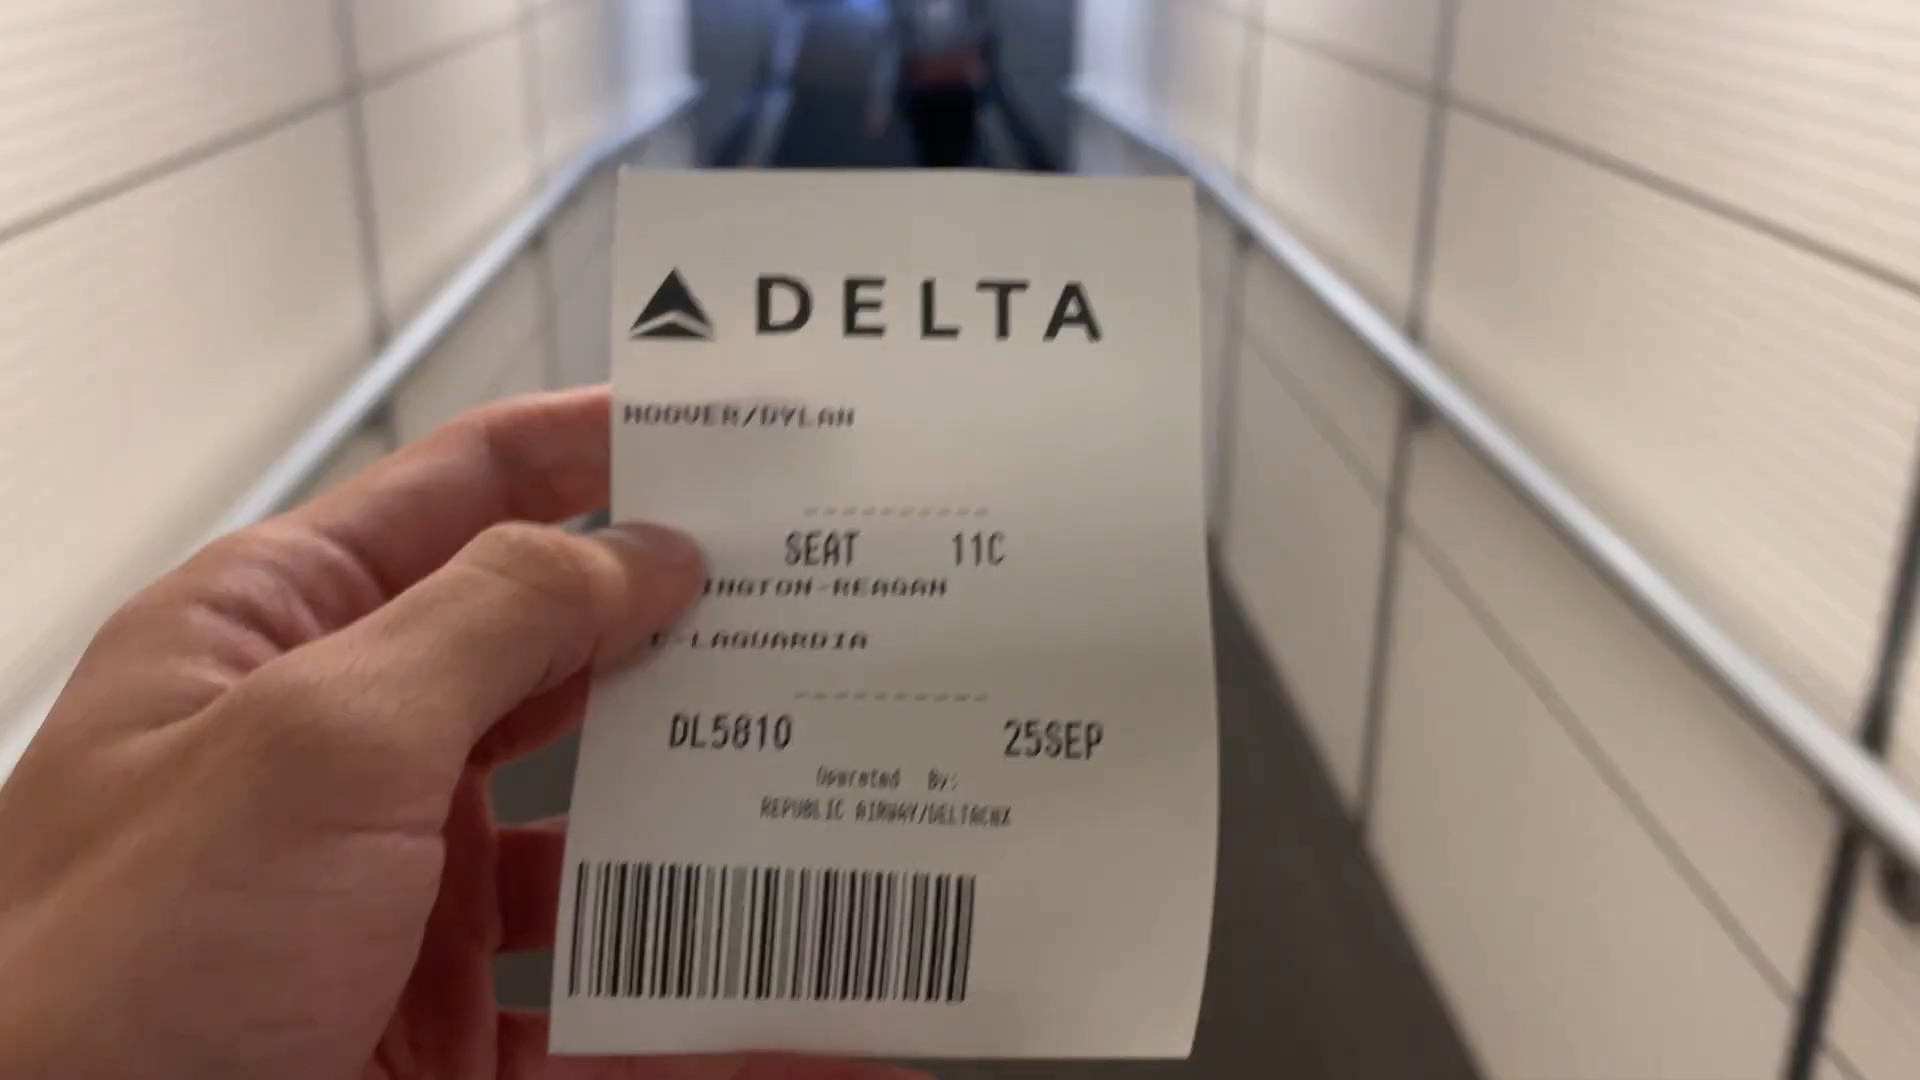 DELTA
HOOVER/DYLAN
SEAT 11C
INGTON-REAGAN
C-LAGUARDIA
DL5810 25SEP
Operated By:
REPUBLIC AIRWAY/DELTACNX